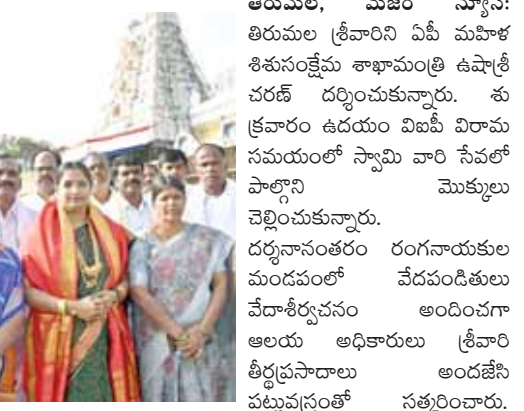 తిరుమల, మేజర్ న్యూస్:
తిరుమల శ్రీవారిని ఏపీ మహిళ
శిశుసంక్షేమ శాఖామంత్రి ఉషాశ్రీ
చరణ్ దర్శించుకున్నారు. శు
క్రవారం ఉదయం విఐపీ విరామ
సమయంలో స్వామి వారి సేవలో
పాల్గొని మొక్కులు
చెల్లించుకున్నారు.
దర్శనానంతరం రంగనాయకుల
మండపంలో వేదపండితులు
వేదాశీర్వచనం అందించగా
ఆలయ అధికారులు శ్రీవారి
తీర్థప్రసాదాలు అందజేసి
పట్టువస్త్రంతో సత్కరించారు.